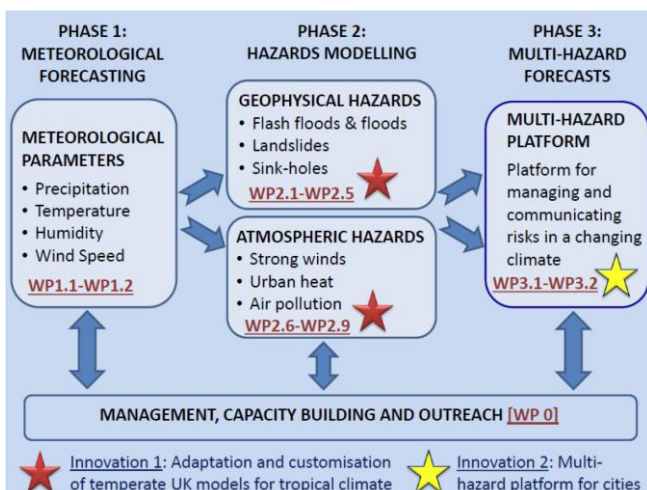 PHASE 1:
METEOROLOGICAL
FORECASTING
PHASE 2:
HAZARDS MODELLING
PHASE 3:
MULTI-HAZARD
FORECASTS
METEOROLOGICAL
PARAMETERS
• Precipitation
• Temperature
• Humidity
• Wind Speed
WP1.1-WP1.2
GEOPHYSICAL HAZARDS
• Flash floods & floods
• Landslides
• Sink-holes
WP2.1-WP2.5
ATMOSPHERIC HAZARDS
• Strong winds
• Urban heat
• Air pollution
WP2.6-WP2.9
MULTI-HAZARD
PLATFORM
Platform for
managing and
communicating
risks in a changing
climate
WP3.1-WP3.2
MANAGEMENT, CAPACITY BUILDING AND OUTREACH [WP 0]
Innovation 1: Adaptation and customisation
of temperate UK models for tropical climate
Innovation 2: Multi-
hazard platform for cities